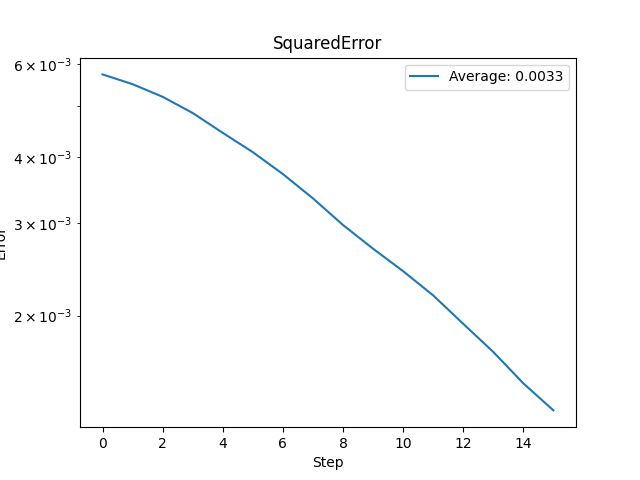 SquaredError
Average: 0.0033
6 × 10⁻³
4 × 10⁻³
3 × 10⁻³
2 × 10⁻³
Error
0 2 4 6 8 10 12 14
Step